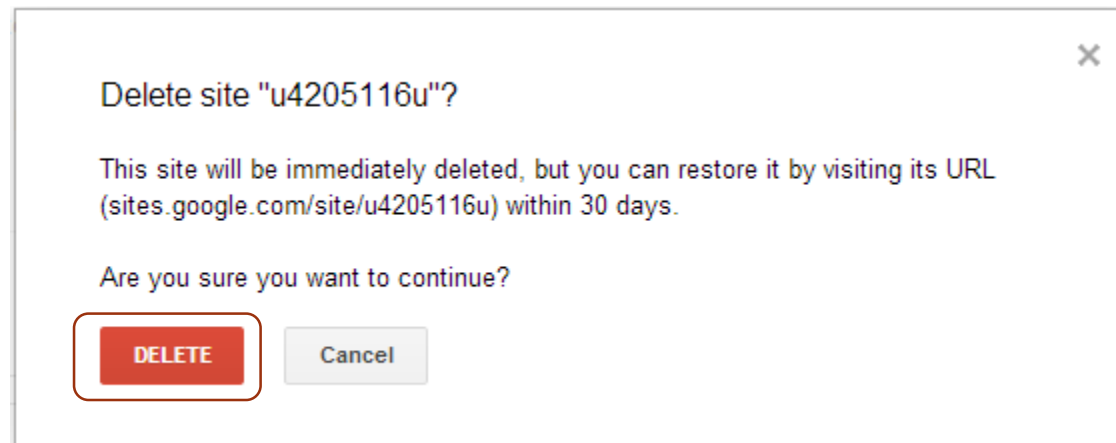 Delete site "u4205116u"?
This site will be immediately deleted, but you can restore it by visiting its URL
(sites.google.com/site/u4205116u) within 30 days.
Are you sure you want to continue?
DELETE Cancel